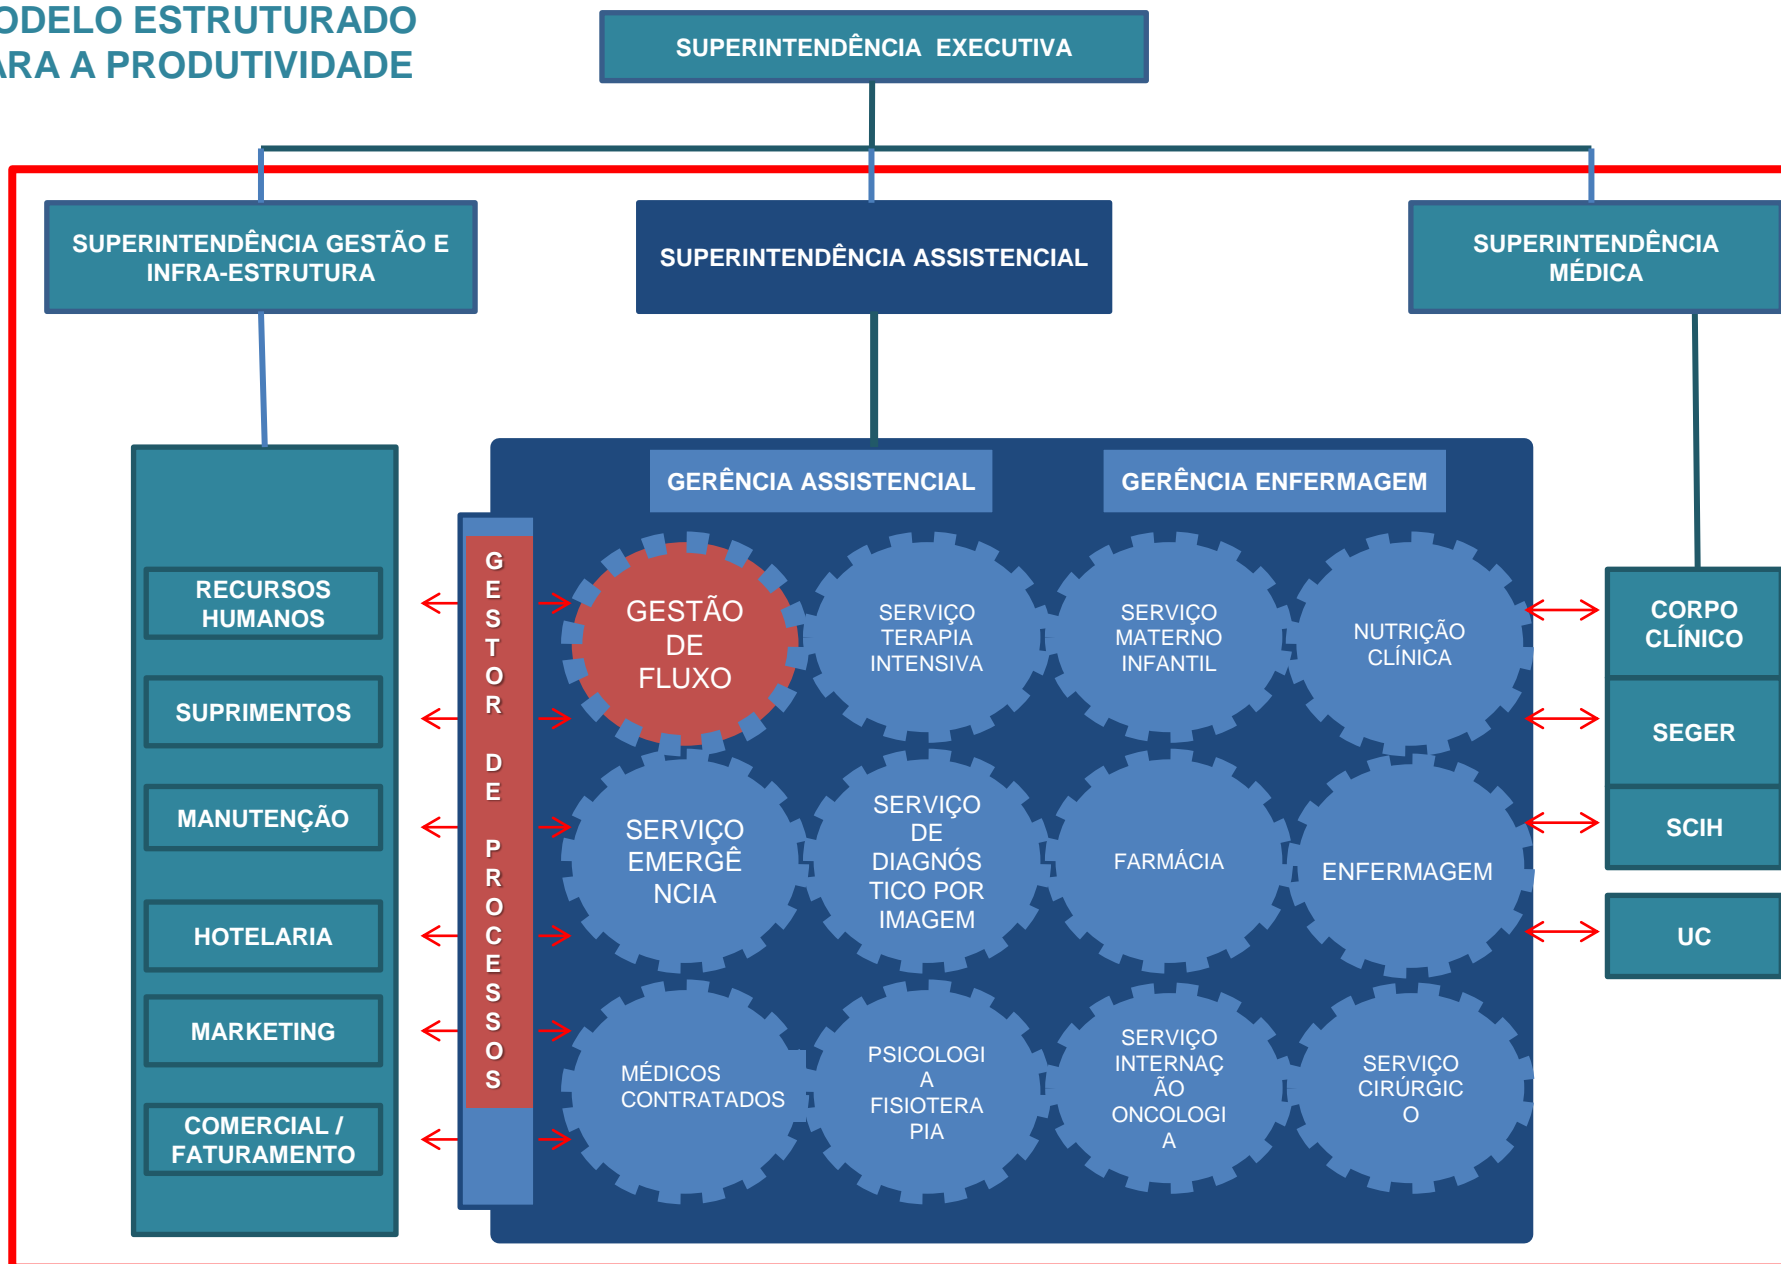 ODELO ESTRUTURADO
ARA A PRODUTIVIDADE
SUPERINTENDÊNCIA EXECUTIVA
SUPERINTENDÊNCIA GESTÃO E
INFRA-ESTRUTURA
SUPERINTENDÊNCIA ASSISTENCIAL
SUPERINTENDÊNCIA
MÉDICA
GERÊNCIA ASSISTENCIAL
GERÊNCIA ENFERMAGEM
RECURSOS
HUMANOS
SUPRIMENTOS
MANUTENÇÃO
HOTELARIA
MARKETING
COMERCIAL /
FATURAMENTO
G
E
S
T
O
R
D
E
P
R
O
C
E
S
S
O
S
GESTÃO
DE
FLUXO
SERVIÇO
TERAPIA
INTENSIVA
SERVIÇO
MATERNO
INFANTIL
NUTRIÇÃO
CLÍNICA
SERVIÇO
EMERGÊ
NCIA
SERVIÇO
DE
DIAGNÓS
TICO POR
IMAGEM
FARMÁCIA
ENFERMAGEM
MÉDICOS
CONTRATADOS
PSICOLOGI
A
FISIOTERA
PIA
SERVIÇO
INTERNAÇ
ÃO
ONCOLOGI
A
SERVIÇO
CIRÚRGIC
O
CORPO
CLÍNICO
SEGER
SCIH
UC